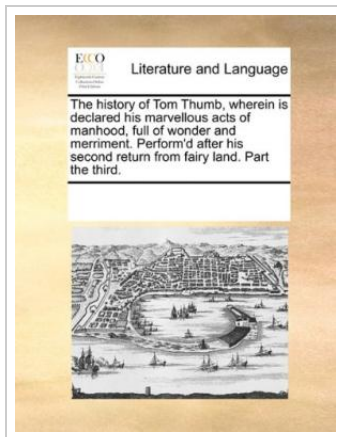 ECCO
Literature and Language
The history of Tom Thumb, wherein is
declared his marvellous acts of
manhood, full of wonder and
merriment. Perform'd after his
second return from fairy land. Part
the third.